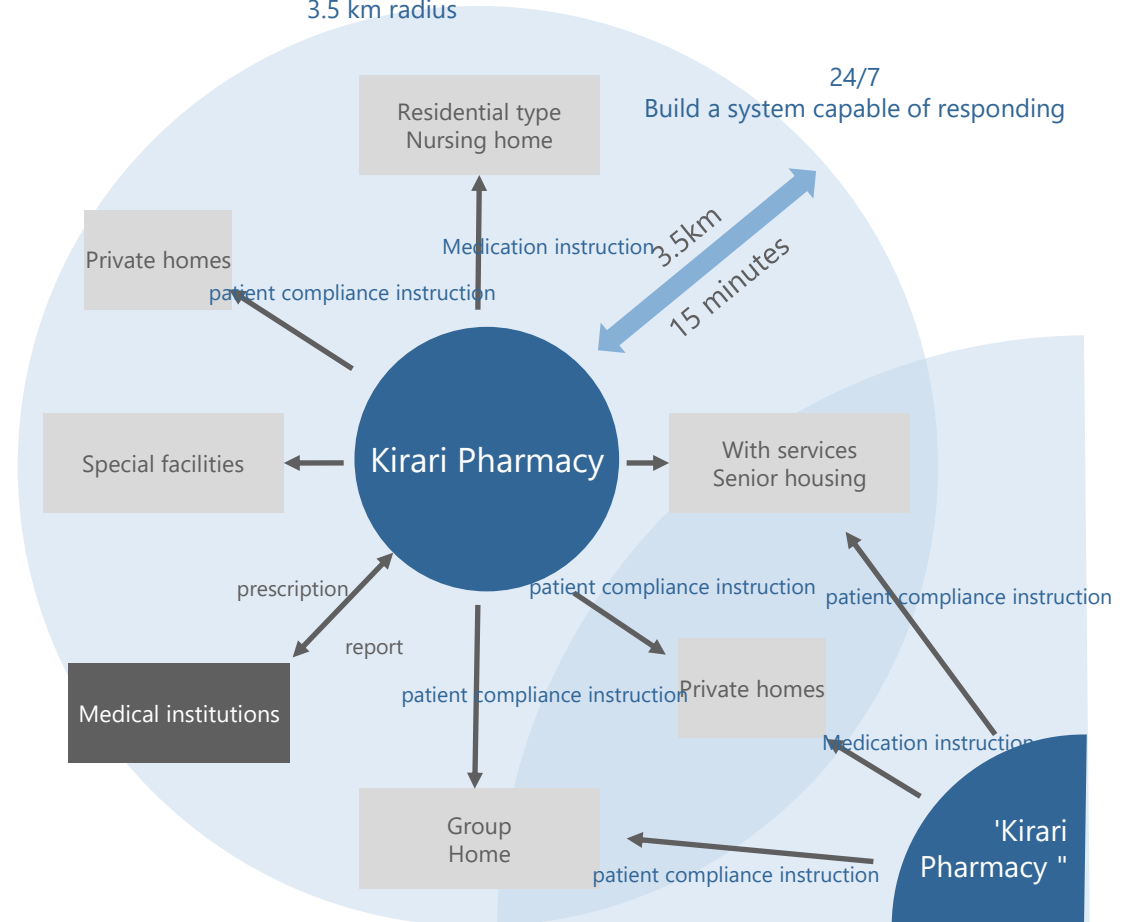 3.5 km radius
24/7
Build a system capable of responding
Residential type
Nursing home
3.5km
15 minutes
Medication instruction
Private homes
patient compliance instruction
Special facilities
Kirari Pharmacy
With services
Senior housing
prescription
report
patient compliance instruction
patient compliance instruction
Medical institutions
patient compliance instruction
Private homes
Medication instruction
Group
Home
'Kirari
Pharmacy "
patient compliance instruction